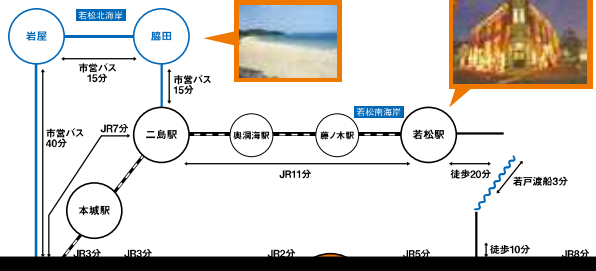 若松北海岸
岩屋
脇田
市営バス
15分
市営バス
15分
若松南海岸
市営バス
40分
JR7分
二島駅
奥洞海駅
藤ノ木駅
若松駅
JR11分
徒歩20分
若戸渡船3分
本城駅
徒歩10分
JR3分
JR3分
JR2分
JR5分
JR8分